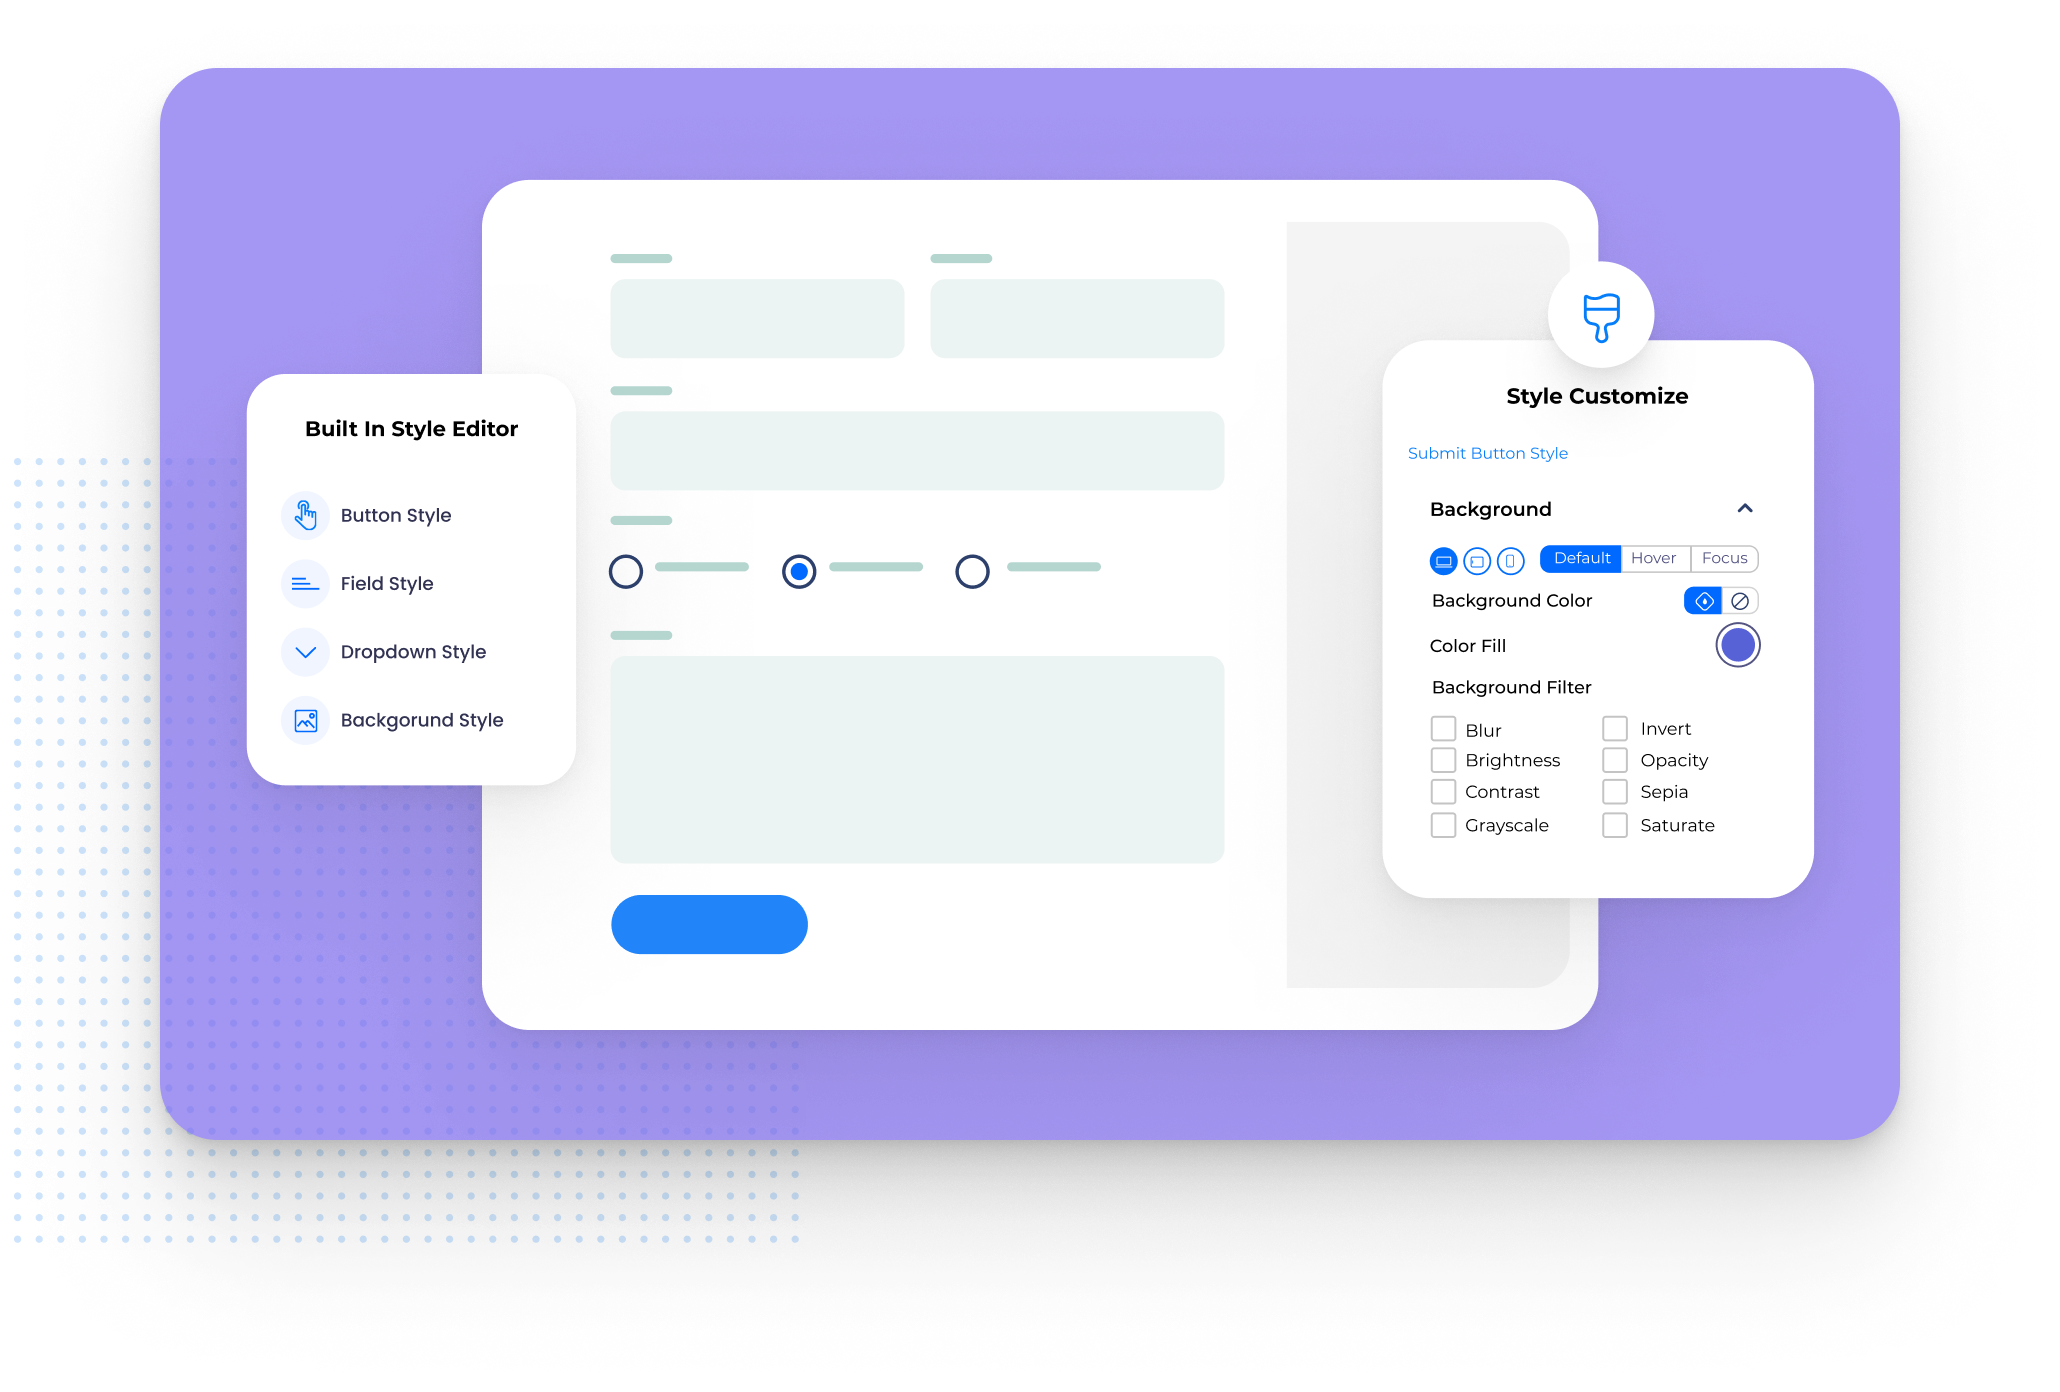 Built In Style Editor
Button Style
Field Style
Dropdown Style
Backgorund Style
Style Customize
Submit Button Style
Background
Default Hover Focus
Background Color
Color Fill
Background Filter
Blur Invert
Brightness Opacity
Contrast Sepia
Grayscale Saturate